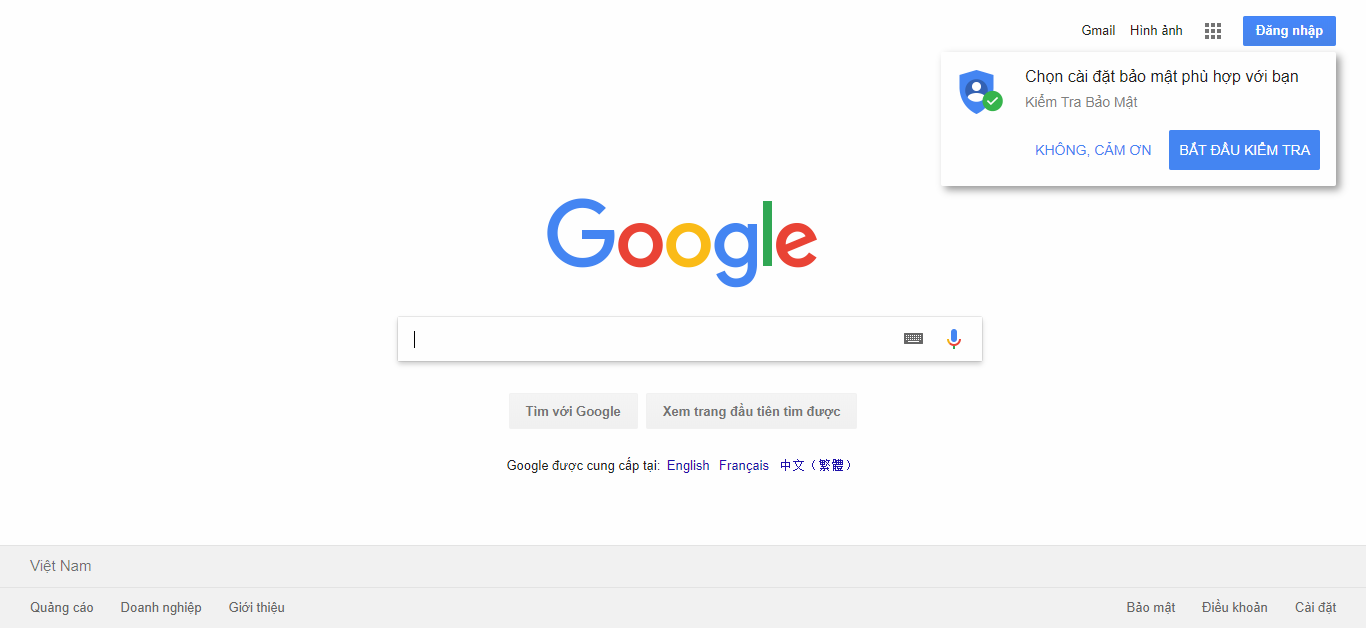 Gmail Hình ảnh Đăng nhập
Chọn cài đặt bảo mật phù hợp với bạn
Kiểm Tra Bảo Mật
KHÔNG, CẢM ƠN BẮT ĐẦU KIỂM TRA
Google
Tìm với Google Xem trang đầu tiên tìm được
Google được cung cấp tại: English Français 中文（繁體）
Việt Nam
Quảng cáo Doanh nghiệp Giới thiệu Bảo mật Điều khoản Cài đặt